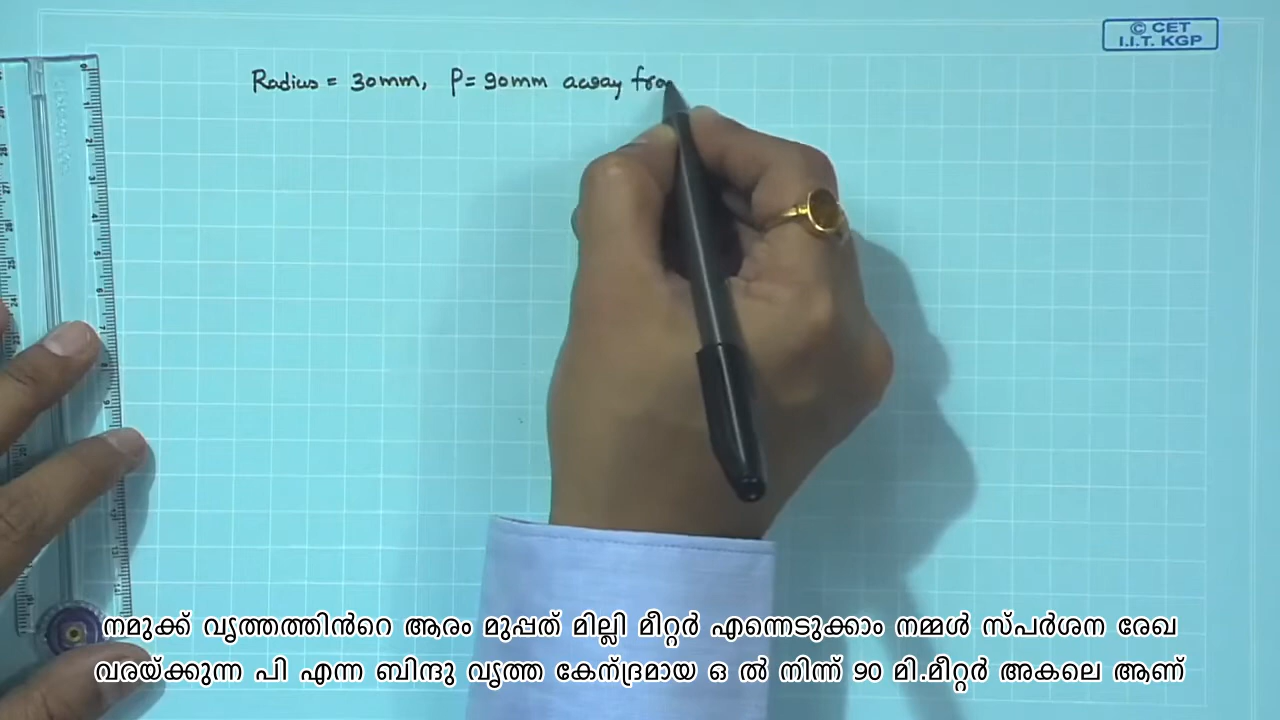 © CET
I.I.T. KGP
Radius = 30mm, P = 90mm away fro
നമുക്ക് വൃത്തത്തിൻറെ ആരം മുപ്പത് മില്ലി മീറ്റർ എന്നെടുക്കാം നമ്മൾ സ്പർശന രേഖ
വരയ്ക്കുന്ന പി എന്ന ബിന്ദു വൃത്ത കേന്ദ്രമായ ഒ ൽ നിന്ന് 90 മി.മീറ്റർ അകലെ ആണ്